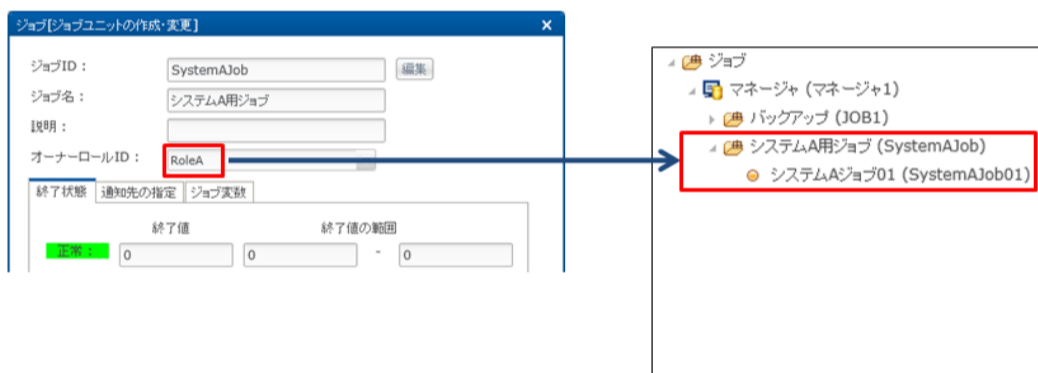 ジョブ[ジョブユニットの作成・変更]
×
ジョブID：
SystemAJob
編集
ジョブ名：
システムA用ジョブ
説明：
オーナーロールID：
RoleA
終了状態 通知先の指定 ジョブ変数
終了値 終了値の範囲
正常： 0 0 - 0
ジョブ
マネージャ (マネージャ1)
バックアップ (JOB1)
システムA用ジョブ (SystemAJob)
システムAジョブ01 (SystemAJob01)